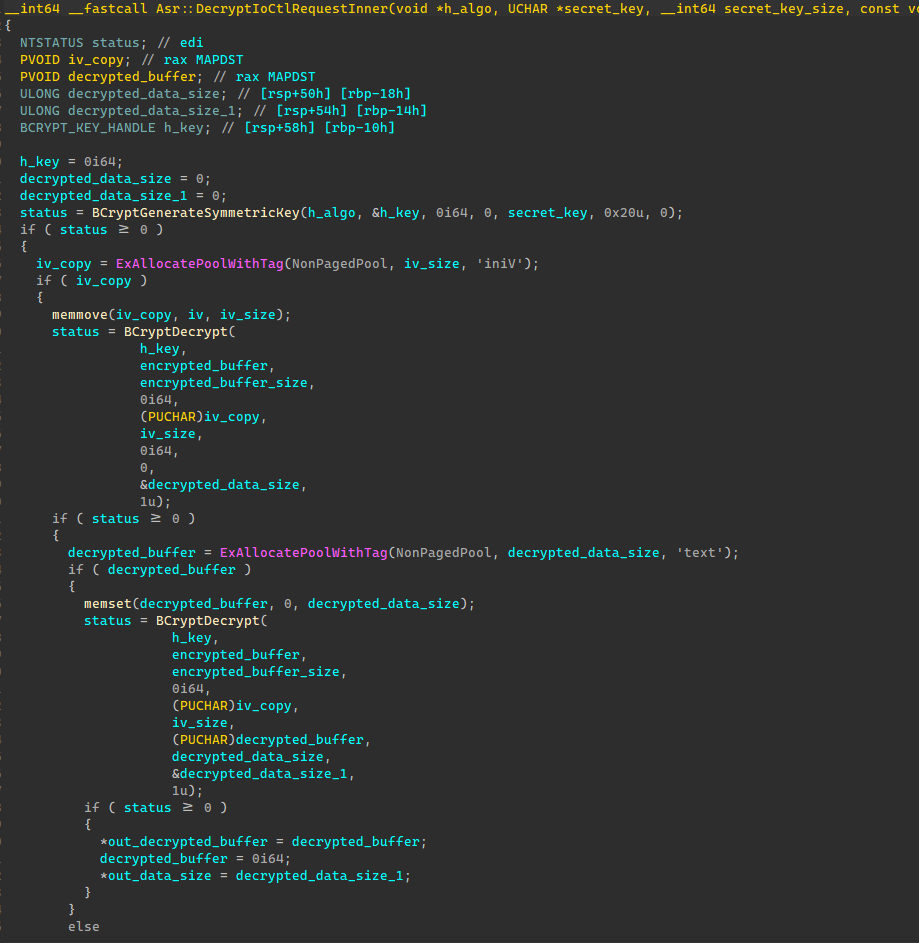 __int64 __fastcall Asr::DecryptIoCtlRequestInner(void *h_algo, UCHAR *secret_key, __int64 secret_key_size, const vo
{
NTSTATUS status; // edi
PVOID iv_copy; // rax MAPDST
PVOID decrypted_buffer; // rax MAPDST
ULONG decrypted_data_size; // [rsp+50h] [rbp-18h]
ULONG decrypted_data_size_1; // [rsp+54h] [rbp-14h]
BCRYPT_KEY_HANDLE h_key; // [rsp+58h] [rbp-10h]

h_key = 0i64;
decrypted_data_size = 0;
decrypted_data_size_1 = 0;
status = BCryptGenerateSymmetricKey(h_algo, &h_key, 0i64, 0, secret_key, 0x20u, 0);
if ( status ≥ 0 )
{
iv_copy = ExAllocatePoolWithTag(NonPagedPool, iv_size, 'iniV');
if ( iv_copy )
{
memmove(iv_copy, iv, iv_size);
status = BCryptDecrypt(
h_key,
encrypted_buffer,
encrypted_buffer_size,
0i64,
(PUCHAR)iv_copy,
iv_size,
0i64,
0,
&decrypted_data_size,
1u);
if ( status ≥ 0 )
{
decrypted_buffer = ExAllocatePoolWithTag(NonPagedPool, decrypted_data_size, 'text');
if ( decrypted_buffer )
{
memset(decrypted_buffer, 0, decrypted_data_size);
status = BCryptDecrypt(
h_key,
encrypted_buffer,
encrypted_buffer_size,
0i64,
(PUCHAR)iv_copy,
iv_size,
(PUCHAR)decrypted_buffer,
decrypted_data_size,
&decrypted_data_size_1,
1u);
if ( status ≥ 0 )
{
*out_decrypted_buffer = decrypted_buffer;
decrypted_buffer = 0i64;
*out_data_size = decrypted_data_size_1;
}
}
else